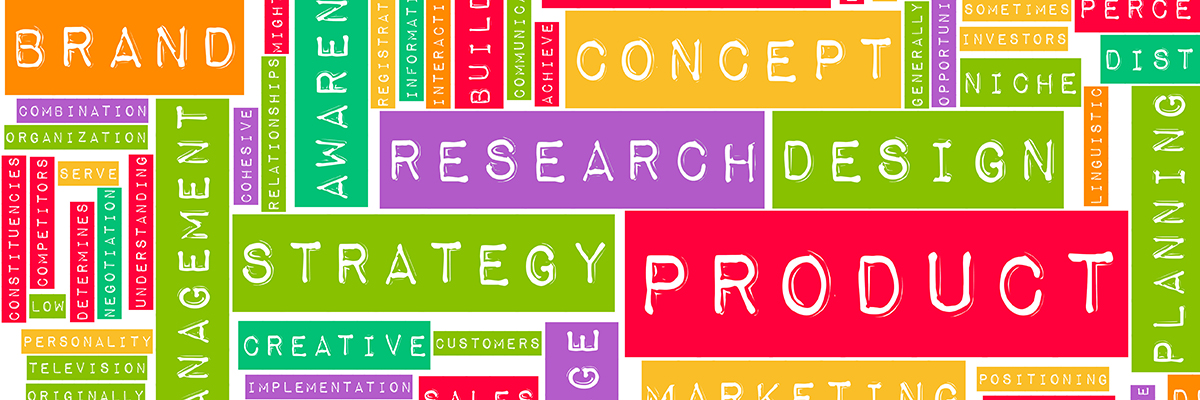 BRAND
MIGHT
AWAREN
REGISTRAT
INFORMATI
INTERACTI
BUILD
COMMUNICA
ACHIEVE
CONCEPT
GENERALLY
OPPORTUNI
SOMETIMES
PERCE
INVESTORS
DIST
NICHE
COMBINATION
ORGANIZATION
MANAGEMENT
COHESIVE
RELATIONSHIPS
RESEARCH
DESIGN
LINGUISTIC
PLANNING
CONSTITUENCIES
COMPETITORS
SERVE
DETERMINES
NEGOTIATION
UNDERSTANDING
LOW
STRATEGY
PRODUCT
PERSONALITY
TELEVISION
ORIGINALLY
CREATIVE
CUSTOMERS
GE
IMPLEMENTATION
SALES
MARKETING
POSITIONING